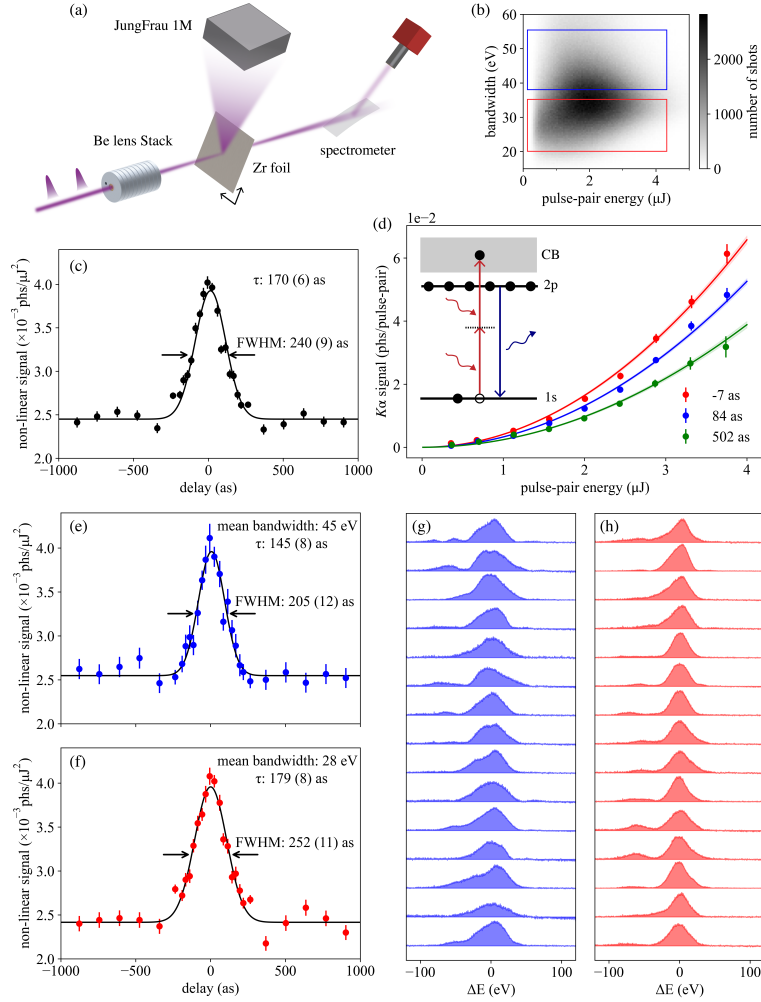 (a)
JungFrau 1M
Be lens Stack
Zr foil
spectrometer
(b)
bandwidth (eV)
60
50
40
30
20
0
2
4
pulse-pair energy (μJ)
2000
1000
0
number of shots
(c)
τ: 170 (6) as
FWHM: 240 (9) as
non-linear signal (×10⁻³ phs/μJ²)
4.0
3.5
3.0
2.5
2.0
−1000
−500
0
500
1000
delay (as)
(d)
1e−2
Kα signal (phs/pulse-pair)
6
4
2
0
CB
2p
1s
-7 as
84 as
502 as
0
1
2
3
4
pulse-pair energy (μJ)
(e)
mean bandwidth: 45 eV
τ: 145 (8) as
FWHM: 205 (12) as
non-linear signal (×10⁻³ phs/μJ²)
4.0
3.5
3.0
2.5
2.0
(f)
mean bandwidth: 28 eV
τ: 179 (8) as
FWHM: 252 (11) as
non-linear signal (×10⁻³ phs/μJ²)
4.0
3.5
3.0
2.5
2.0
−1000
−500
0
500
1000
delay (as)
(g)
−100
0
100
ΔE (eV)
(h)
−100
0
100
ΔE (eV)